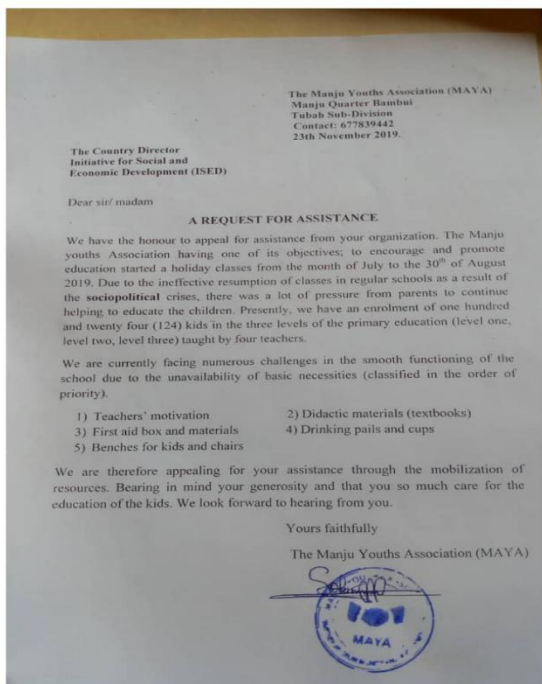 The Manju Youths Association (MAYA)
Manju Quarter Bambui
Tubah Sub-Division
Contact: 677839442
23th November 2019.
The Country Director
Initiative for Social and
Economic Development (ISED)
Dear sir/ madam
A REQUEST FOR ASSISTANCE
We have the honour to appeal for assistance from your organization. The Manju
youths Association having one of its objectives; to encourage and promote
education started a holiday classes from the month of July to the 30th of August
2019. Due to the ineffective resumption of classes in regular schools as a result of
the sociopolitical crises, there was a lot of pressure from parents to continue
helping to educate the children. Presently, we have an enrolment of one hundred
and twenty four (124) kids in the three levels of the primary education (level one,
level two, level three) taught by four teachers.
We are currently facing numerous challenges in the smooth functioning of the
school due to the unavailability of basic necessities (classified in the order of
priority).
1) Teachers' motivation 2) Didactic materials (textbooks)
3) First aid box and materials 4) Drinking pails and cups
5) Benches for kids and chairs
We are therefore appealing for your assistance through the mobilization of
resources. Bearing in mind your generosity and that you so much care for the
education of the kids. We look forward to hearing from you.
Yours faithfully
The Manju Youths Association (MAYA)
MAYA